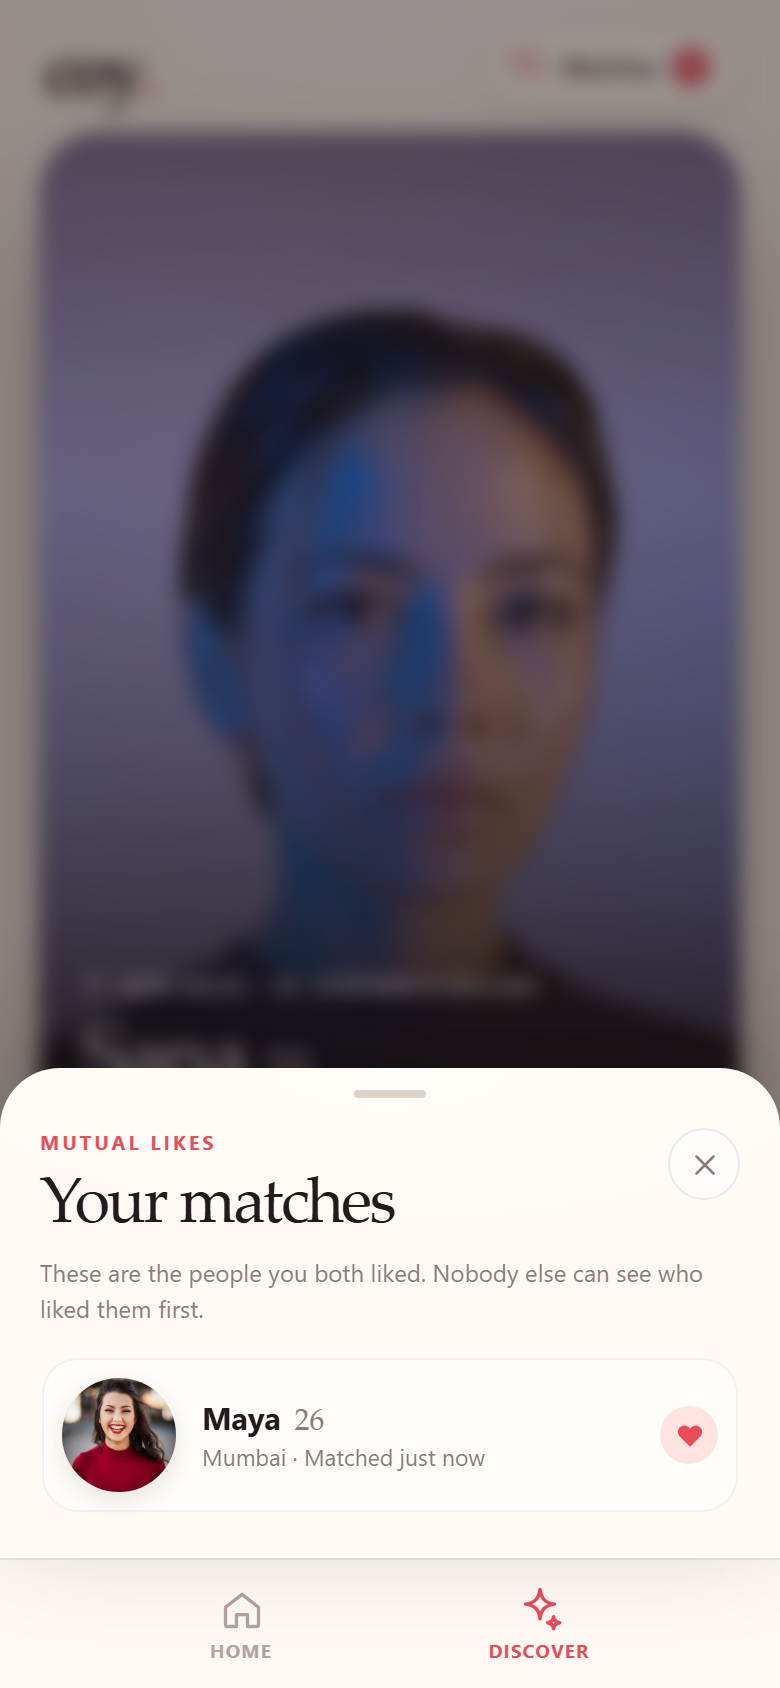 coy.
MUTUAL LIKES
Your matches
These are the people you both liked. Nobody else can see who
liked them first.
Maya 26
Mumbai · Matched just now
HOME
DISCOVER